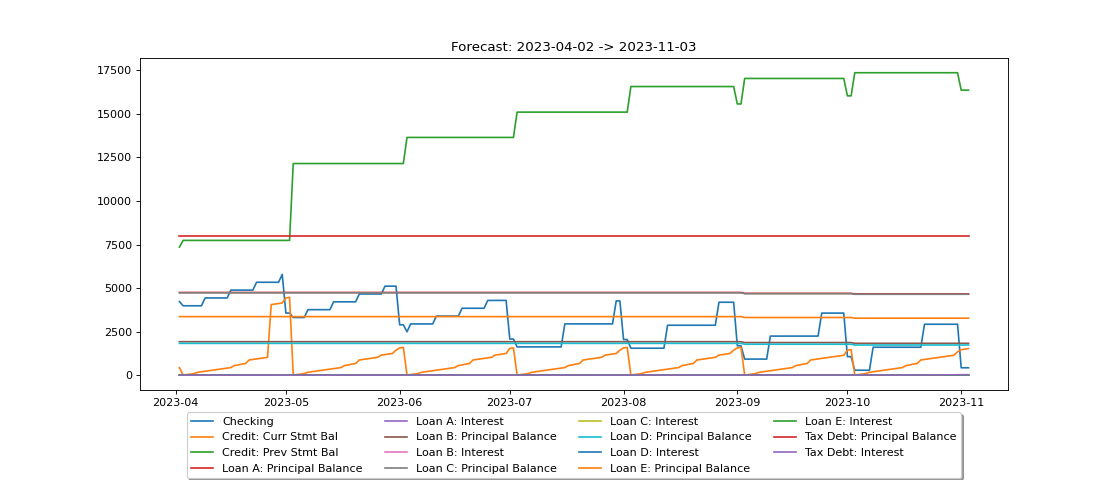 Forecast: 2023-04-02 -> 2023-11-03
17500
15000
12500
10000
7500
5000
2500
0
2023-04 2023-05 2023-06 2023-07 2023-08 2023-09 2023-10 2023-11
Checking Loan A: Interest Loan C: Interest Loan E: Interest
Credit: Curr Stmt Bal Loan B: Principal Balance Loan D: Principal Balance Tax Debt: Principal Balance
Credit: Prev Stmt Bal Loan B: Interest Loan D: Interest Tax Debt: Interest
Loan A: Principal Balance Loan C: Principal Balance Loan E: Principal Balance